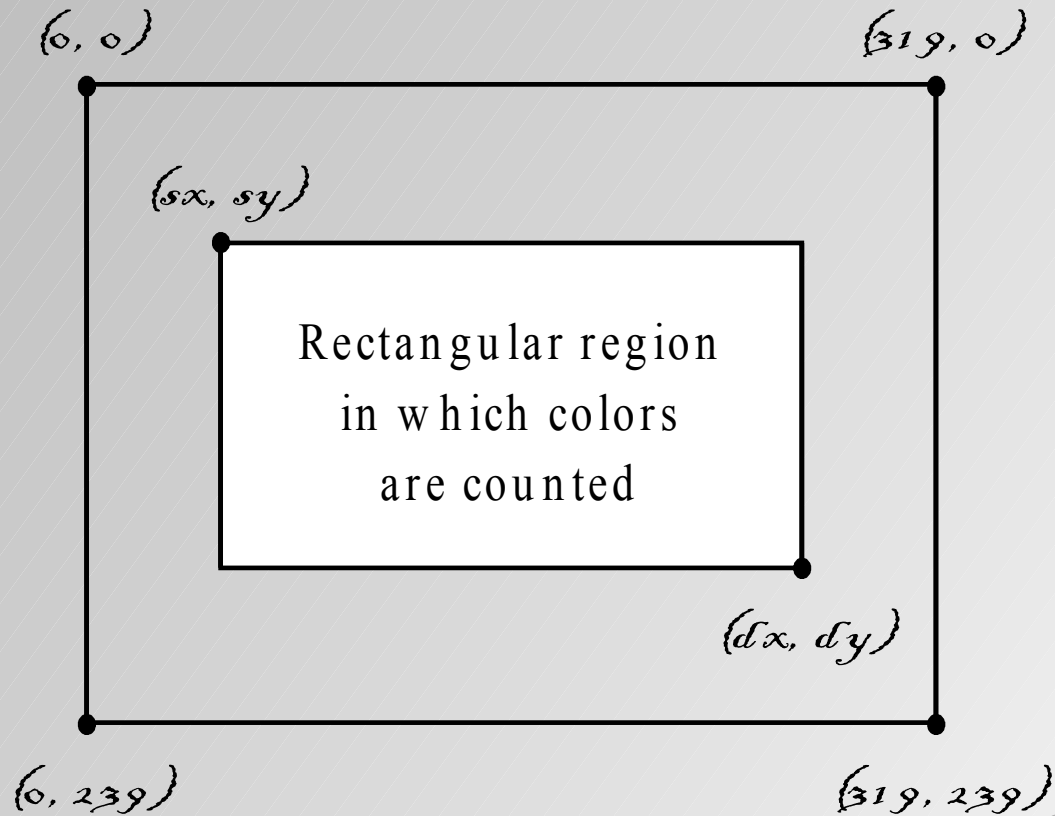 (0, 0) (319, 0)
(sx, sy)
Rectangular region
in which colors
are counted
(dx, dy)
(0, 239) (319, 239)